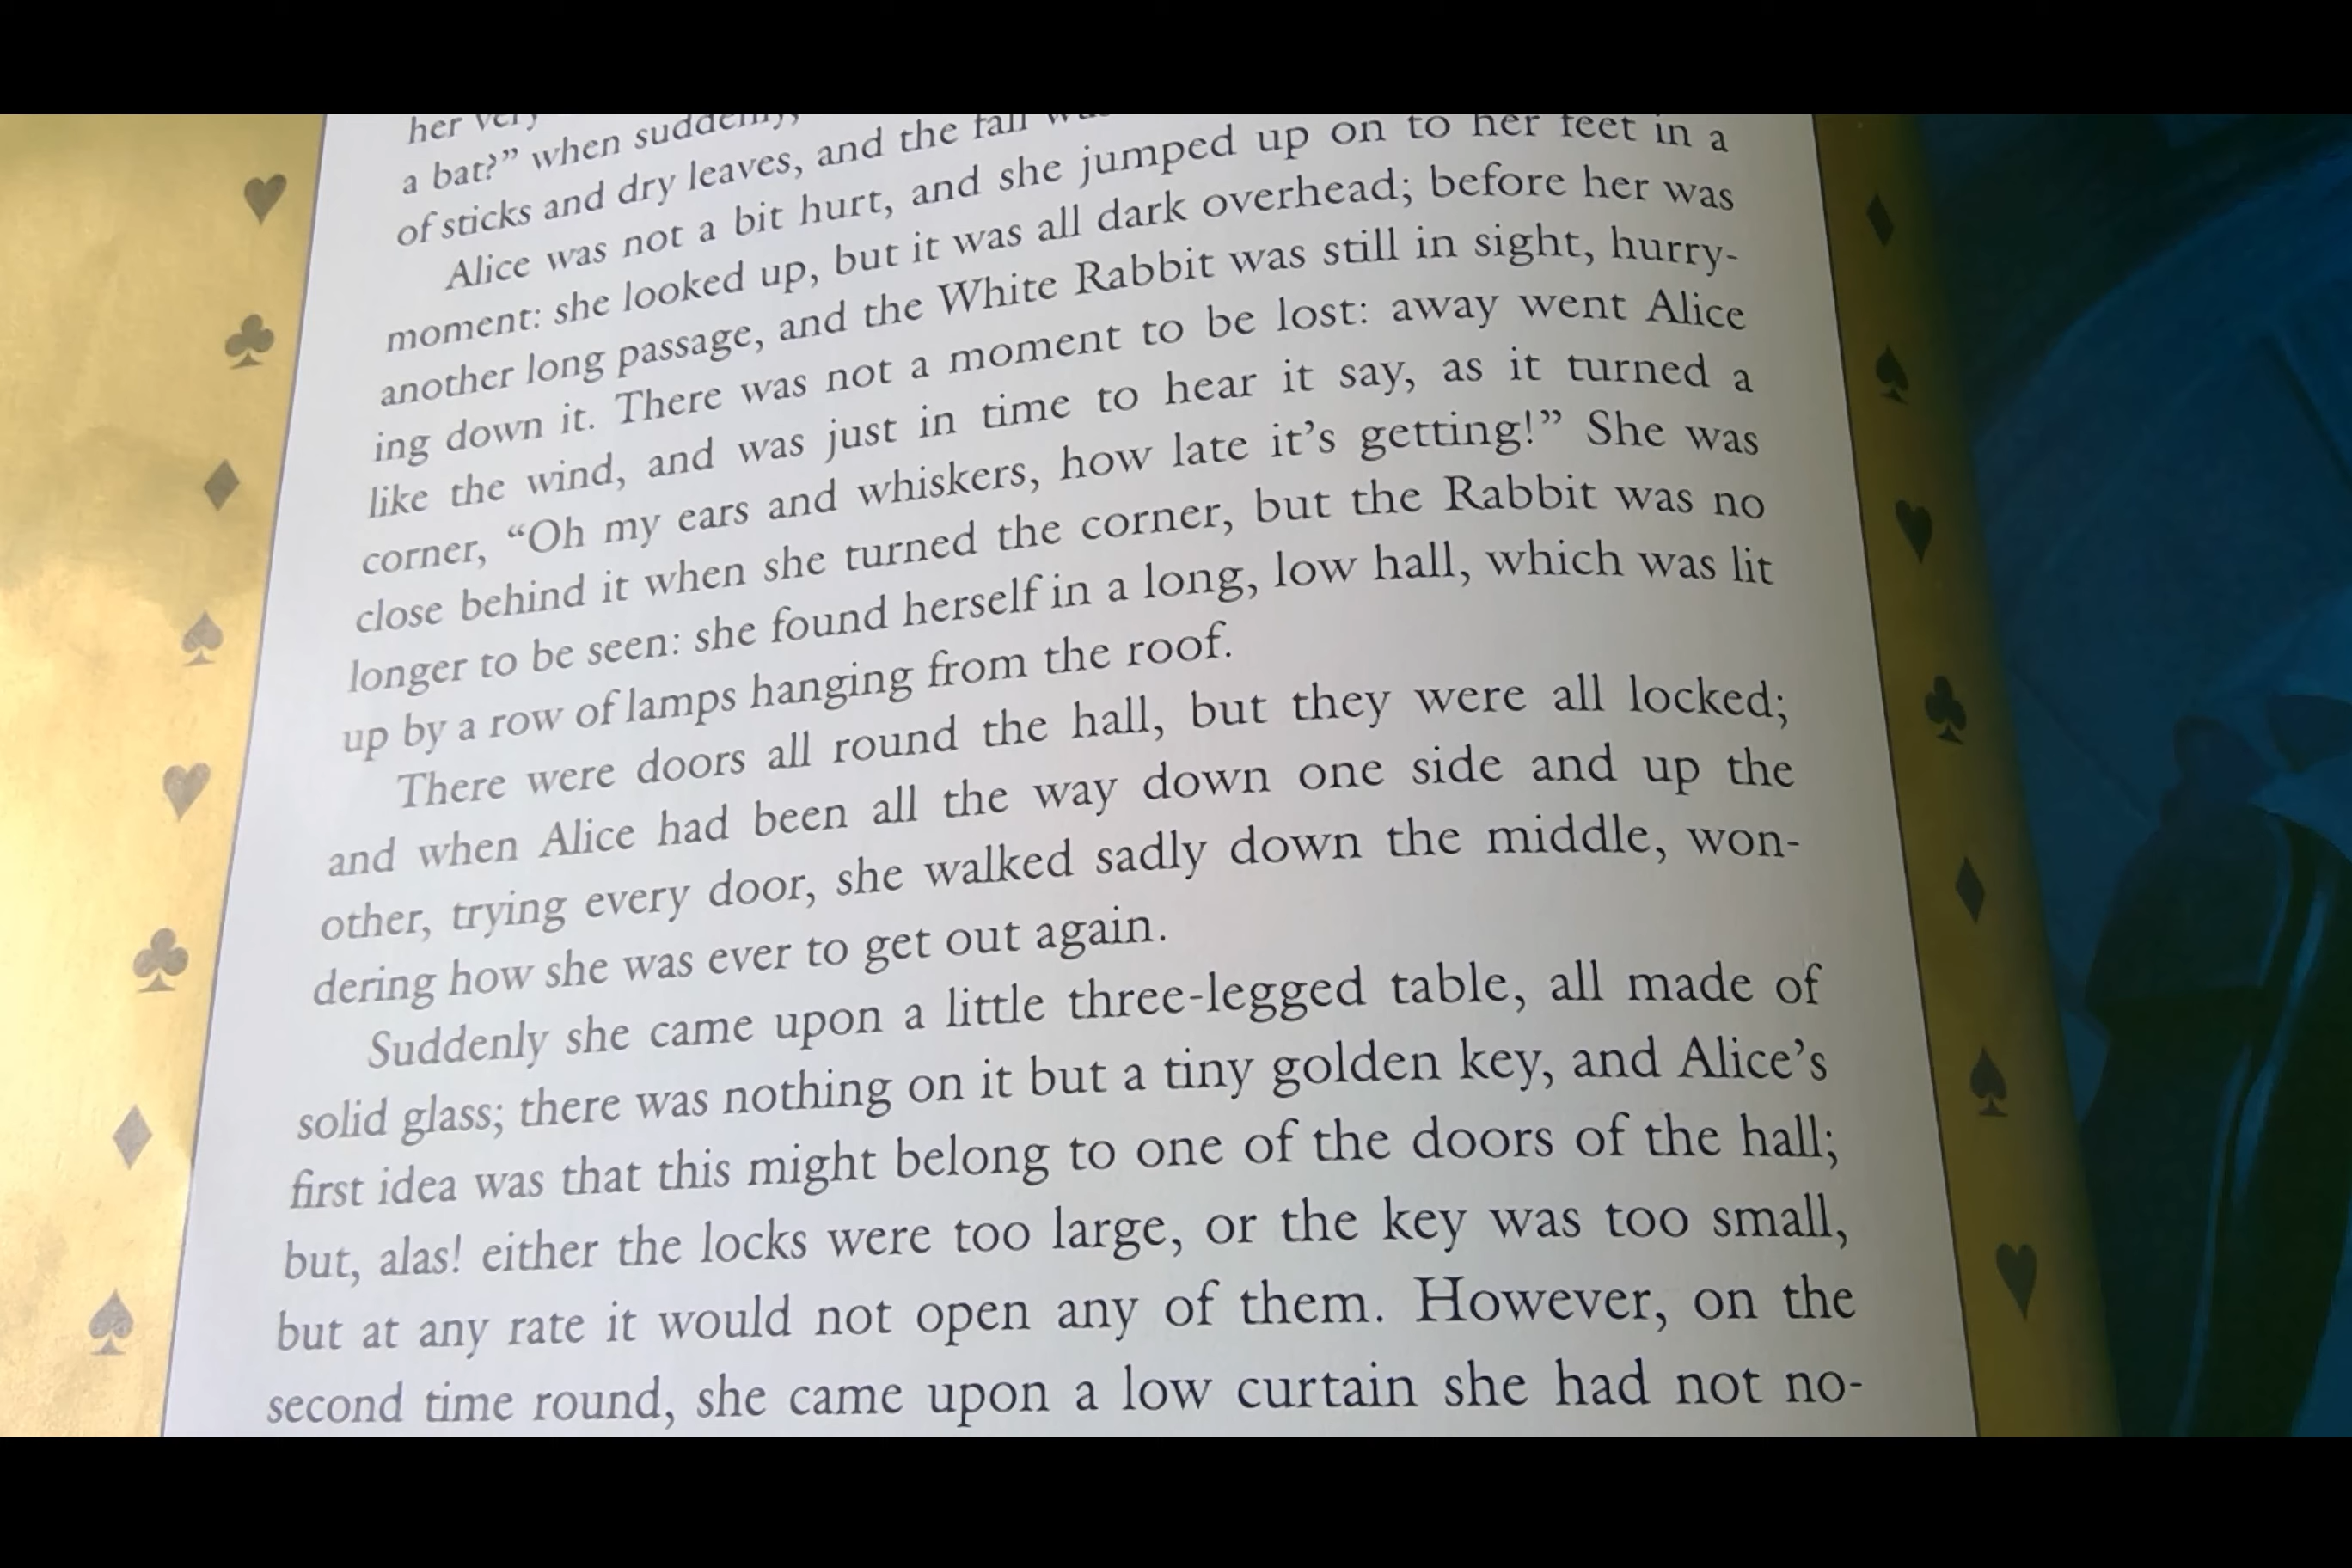 her very
a bat?” when suddenly,
of sticks and dry leaves, and the fall
Alice was not a bit hurt, and she jumped up on to her feet in a
moment: she looked up, but it was all dark overhead; before her was
another long passage, and the White Rabbit was still in sight, hurry-
ing down it. There was not a moment to be lost: away went Alice
like the wind, and was just in time to hear it say, as it turned a
corner, “Oh my ears and whiskers, how late it’s getting!” She was
close behind it when she turned the corner, but the Rabbit was no
longer to be seen: she found herself in a long, low hall, which was lit
up by a row of lamps hanging from the roof.
There were doors all round the hall, but they were all locked;
and when Alice had been all the way down one side and up the
other, trying every door, she walked sadly down the middle, won-
dering how she was ever to get out again.
Suddenly she came upon a little three-legged table, all made of
solid glass; there was nothing on it but a tiny golden key, and Alice’s
first idea was that this might belong to one of the doors of the hall;
but, alas! either the locks were too large, or the key was too small,
but at any rate it would not open any of them. However, on the
second time round, she came upon a low curtain she had not no-